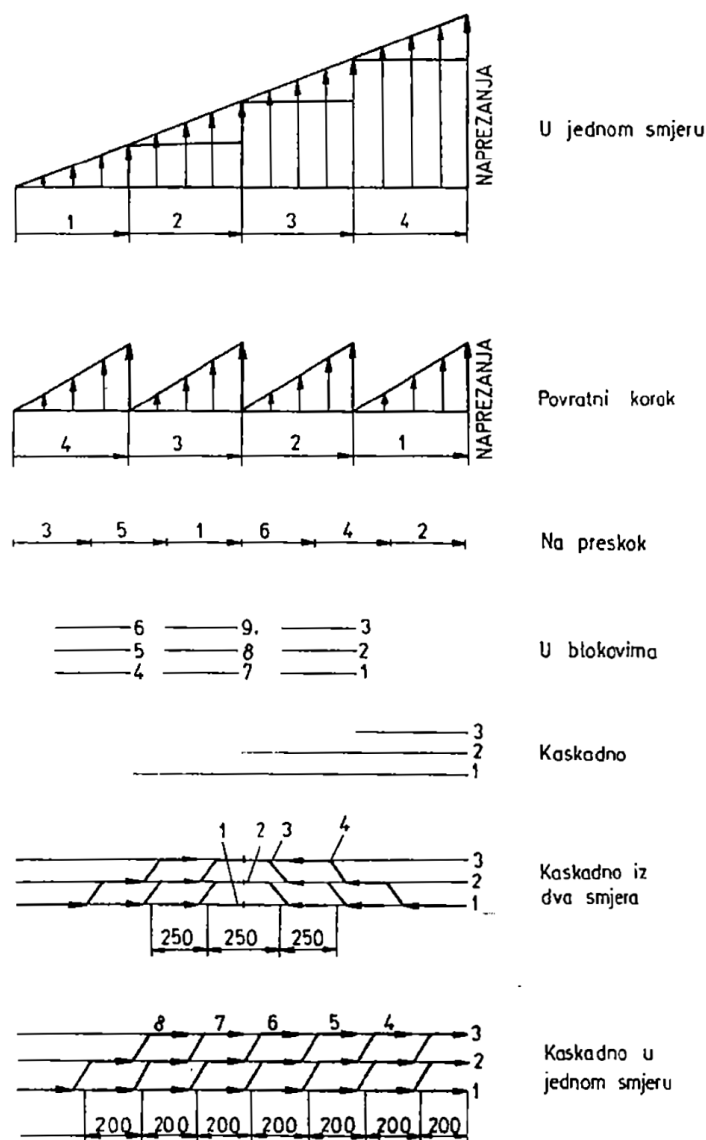 NAPREZANJA
U jednom smjeru
1 2 3 4
NAPREZANJA
Povratni korak
4 3 2 1
3 5 1 6 4 2
Na preskok
6 9. 3
5 8 2
4 7 1
U blokovima
3
2
1
Kaskadno
1 2 3 4
3
2
1
Kaskadno iz
dva smjera
250 250 250
8 7 6 5 4
3
2
1
Kaskadno u
jednom smjeru
200 200 200 200 200 200 200